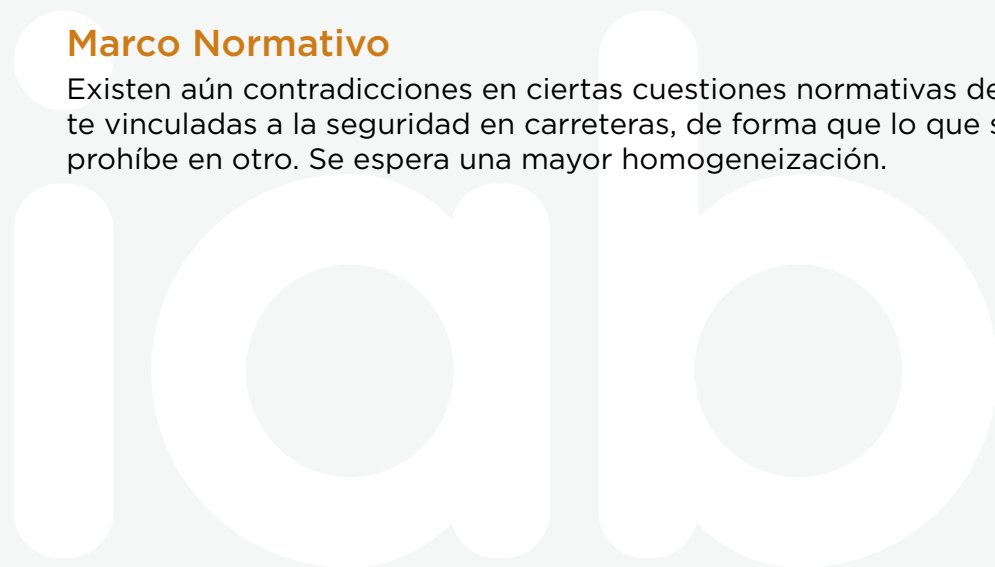 Marco Normativo
Existen aún contradicciones en ciertas cuestiones normativas de
te vinculadas a la seguridad en carreteras, de forma que lo que s
prohíbe en otro. Se espera una mayor homogeneización.
iab